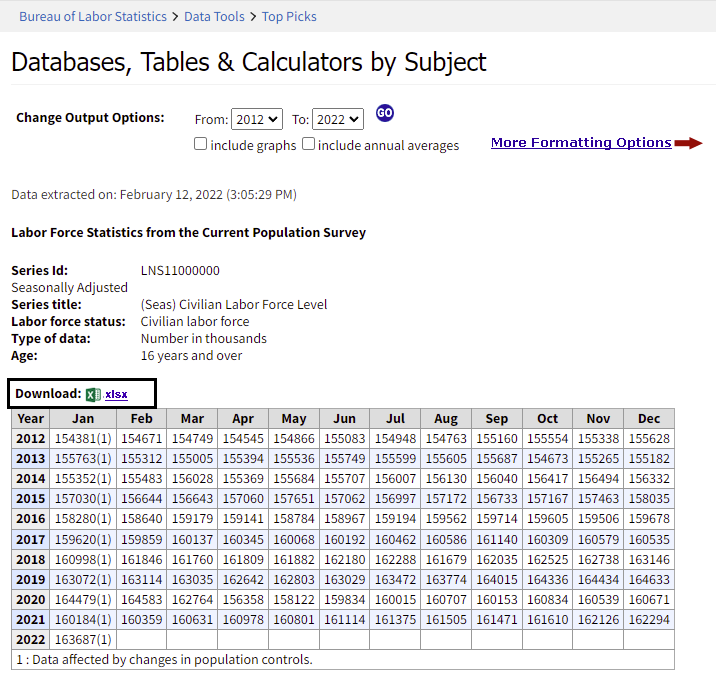 Bureau of Labor Statistics > Data Tools > Top Picks
Databases, Tables & Calculators by Subject
Change Output Options: From: 2012 To: 2022 GO
include graphs include annual averages More Formatting Options
Data extracted on: February 12, 2022 (3:05:29 PM)
Labor Force Statistics from the Current Population Survey
Series Id: LNS11000000
Seasonally Adjusted
Series title: (Seas) Civilian Labor Force Level
Labor force status: Civilian labor force
Type of data: Number in thousands
Age: 16 years and over
Download: .xlsx
Year Jan Feb Mar Apr May Jun Jul Aug Sep Oct Nov Dec
2012 154381(1) 154671 154749 154545 154866 155083 154948 154763 155160 155554 155338 155628
2013 155763(1) 155312 155005 155394 155536 155749 155599 155605 155687 154673 155265 155182
2014 155352(1) 155483 156028 155369 155684 155707 156007 156130 156040 156417 156494 156332
2015 157030(1) 156644 156643 157060 157651 157062 156997 157172 156733 157167 157463 158035
2016 158280(1) 158640 159179 159141 158784 158967 159194 159562 159714 159605 159506 159678
2017 159620(1) 159859 160137 160345 160068 160192 160462 160586 161140 160309 160579 160535
2018 160998(1) 161846 161760 161809 161882 162180 162288 161679 162035 162525 162738 163146
2019 163072(1) 163114 163035 162642 162803 163029 163472 163774 164015 164336 164434 164633
2020 164479(1) 164583 162764 156358 158122 159834 160015 160707 160153 160834 160539 160671
2021 160184(1) 160359 160631 160978 160801 161114 161375 161505 161471 161610 162126 162294
2022 163687(1)
1 : Data affected by changes in population controls.